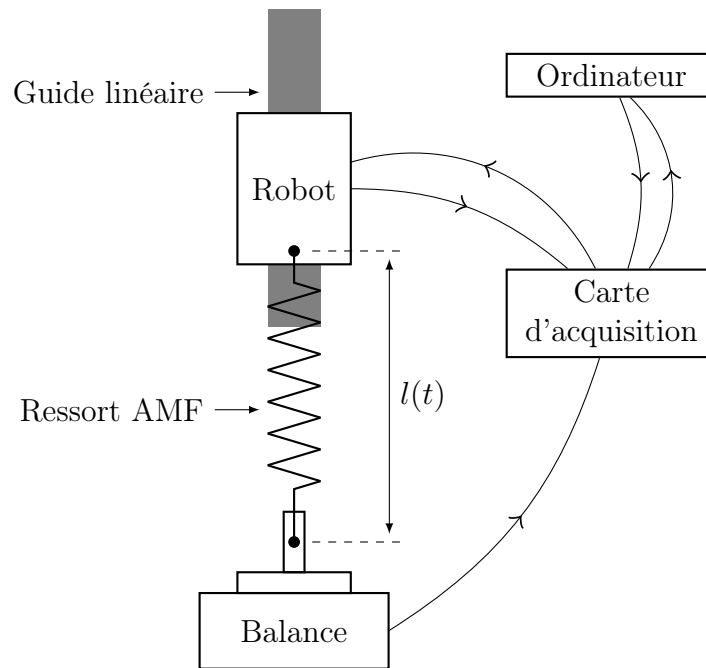 Guide linéaire
Ordinateur
Robot
Carte
d'acquisition
l(t)
Ressort AMF
Balance